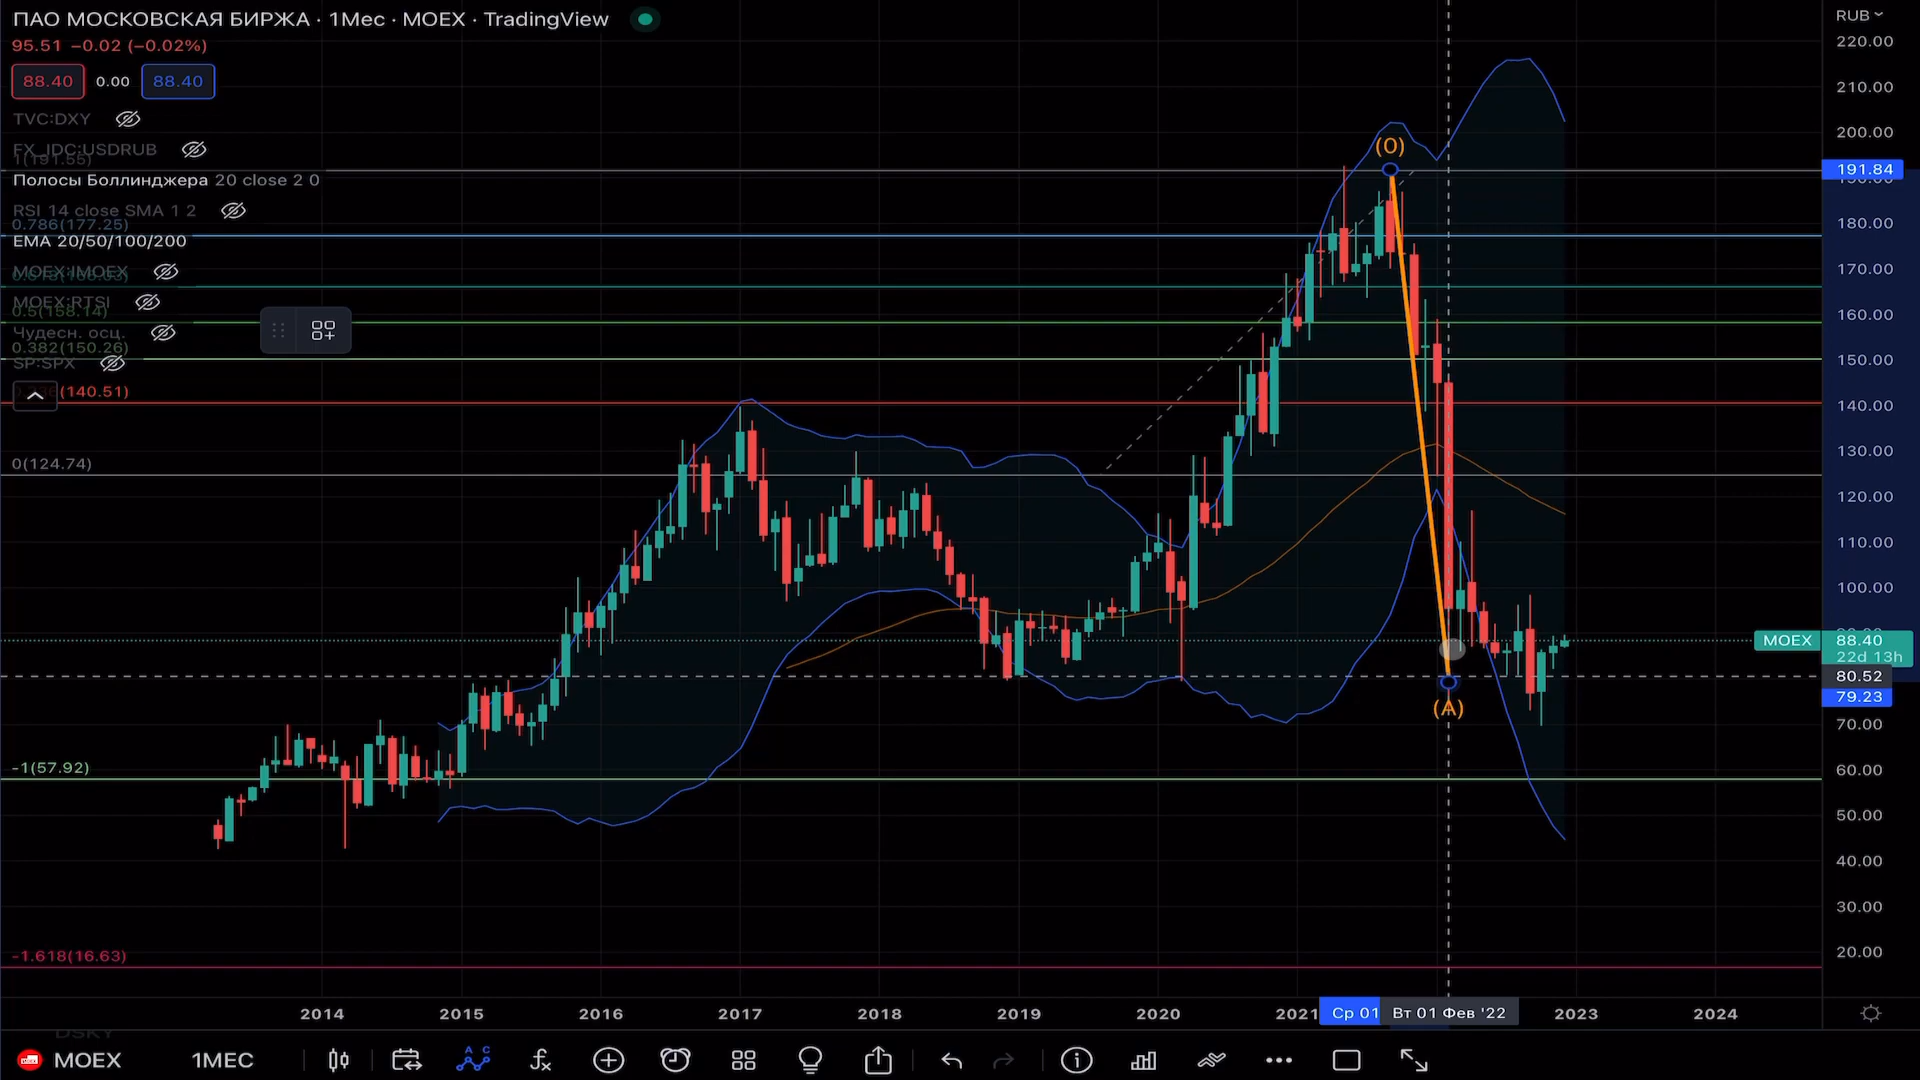 ПАО МОСКОВСКАЯ БИРЖА · 1Мес · MOEX · TradingView
RUB
95.51 −0.02 (−0.02%)
88.40 0.00 88.40
TVC:DXY
FX_IDC:USDRUB
1(191.55)
Полосы Боллинджера 20 close 2 0
RSI 14 close SMA 1 2
0.786(177.25)
EMA 20/50/100/200
MOEX:IMOEX
MOEX:RTSI
0.5(158.14)
Чудесн. осц.
0.382(150.26)
SP:SPX
(140.51)
0(124.74)
-1(57.92)
-1.618(16.63)
(0)
(A)
220.00
210.00
200.00
191.84
180.00
170.00
160.00
150.00
140.00
130.00
120.00
110.00
100.00
MOEX 88.40
22d 13h
80.52
79.23
70.00
60.00
50.00
40.00
30.00
20.00
2014 2015 2016 2017 2018 2019 2020 2021 Ср 01 Вт 01 Фев '22 2023 2024
MOEX 1МЕС
A C